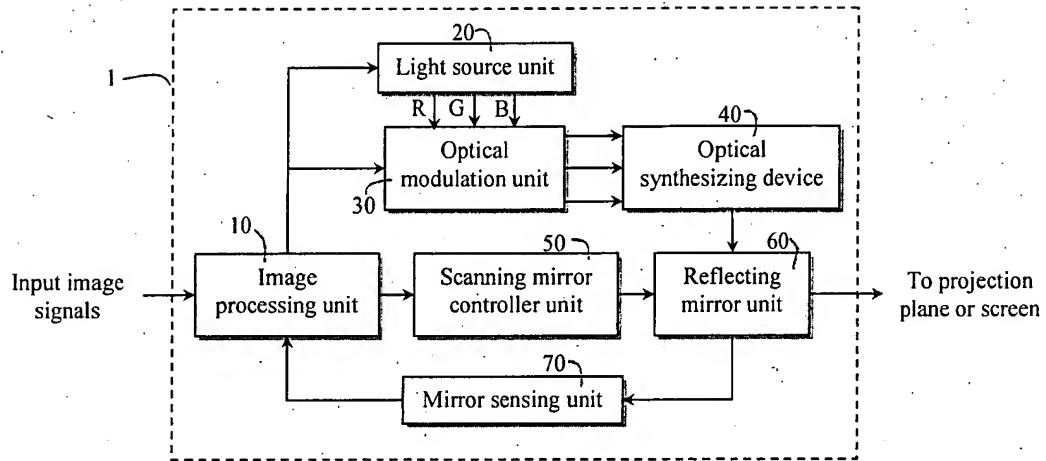 20
1
Light source unit
R G B
40
Optical
modulation unit
30
Optical
synthesizing device
10
50
60
Input image
signals
Image
processing unit
Scanning mirror
controller unit
Reflecting
mirror unit
To projection
plane or screen
70
Mirror sensing unit